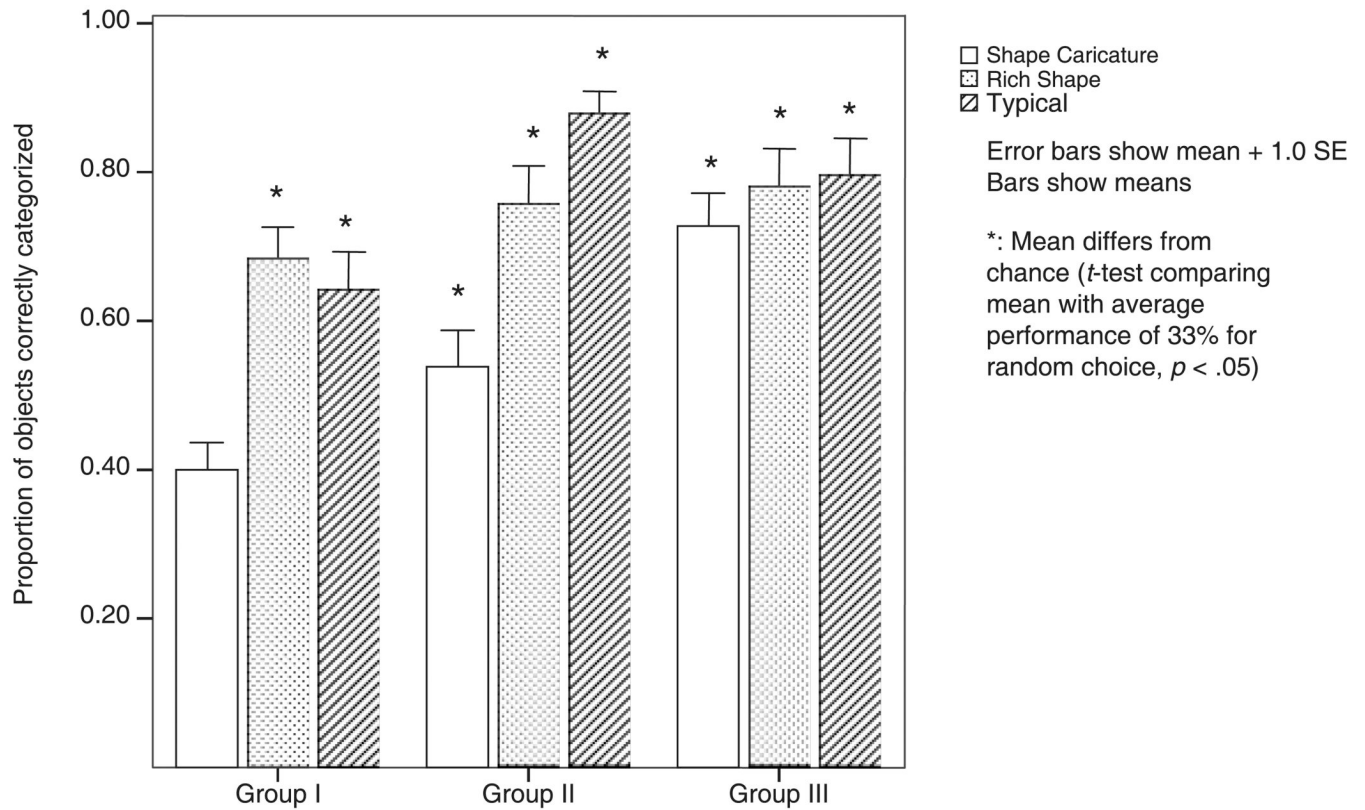 Proportion of objects correctly categorized
1.00
0.80
0.60
0.40
0.20
*
*
*
*
*
*
*
*
Group I
Group II
Group III
Shape Caricature
Rich Shape
Typical
Error bars show mean + 1.0 SE
Bars show means
*: Mean differs from
chance (t-test comparing
mean with average
performance of 33% for
random choice, p < .05)